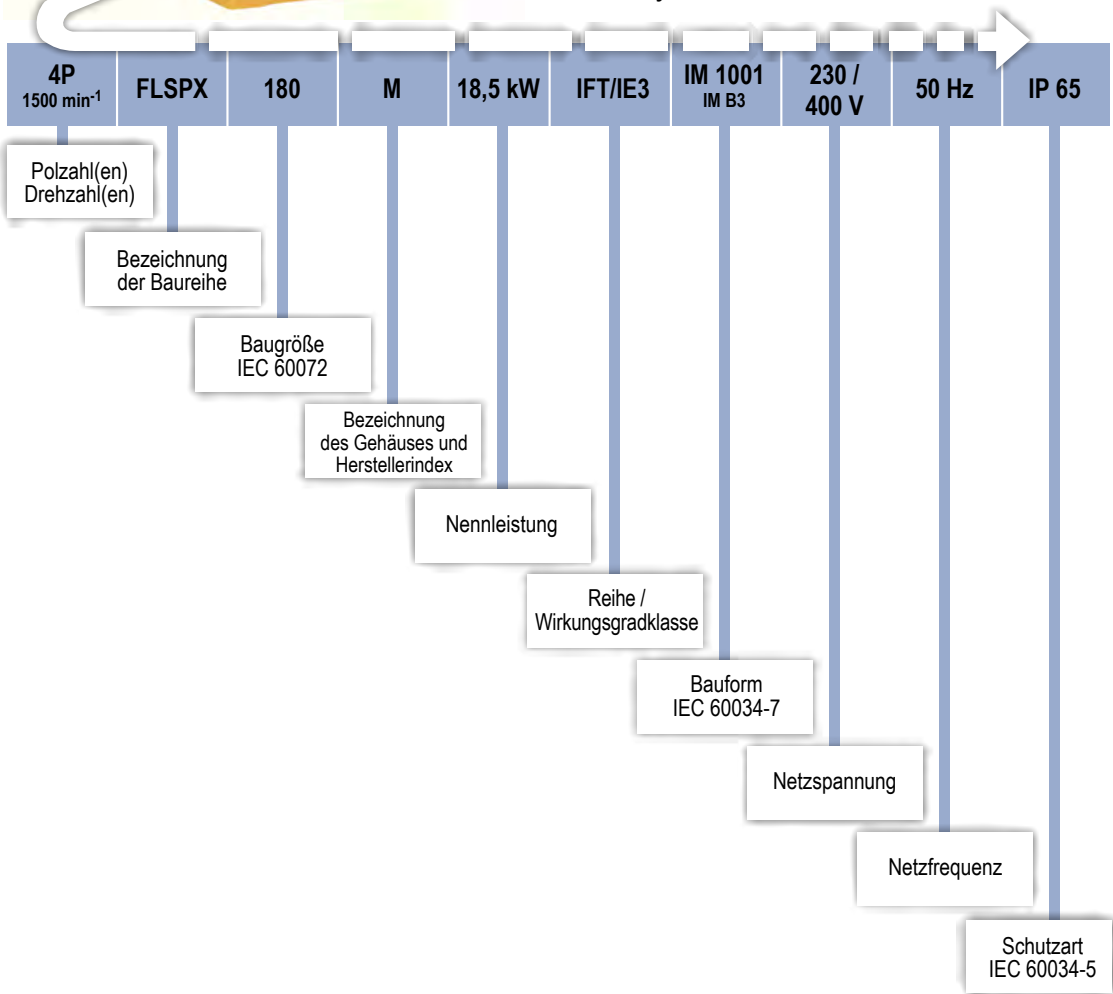 4P
1500 min-1
FLSPX
180
M
18,5 kW
IFT/IE3
IM 1001
IM B3
230 /
400 V
50 Hz
IP 65
Polzahl(en)
Drehzahl(en)
Bezeichnung
der Baureihe
Baugröße
IEC 60072
Bezeichnung
des Gehäuses und
Herstellerindex
Nennleistung
Reihe /
Wirkungsgradklasse
Bauform
IEC 60034-7
Netzspannung
Netzfrequenz
Schutzart
IEC 60034-5